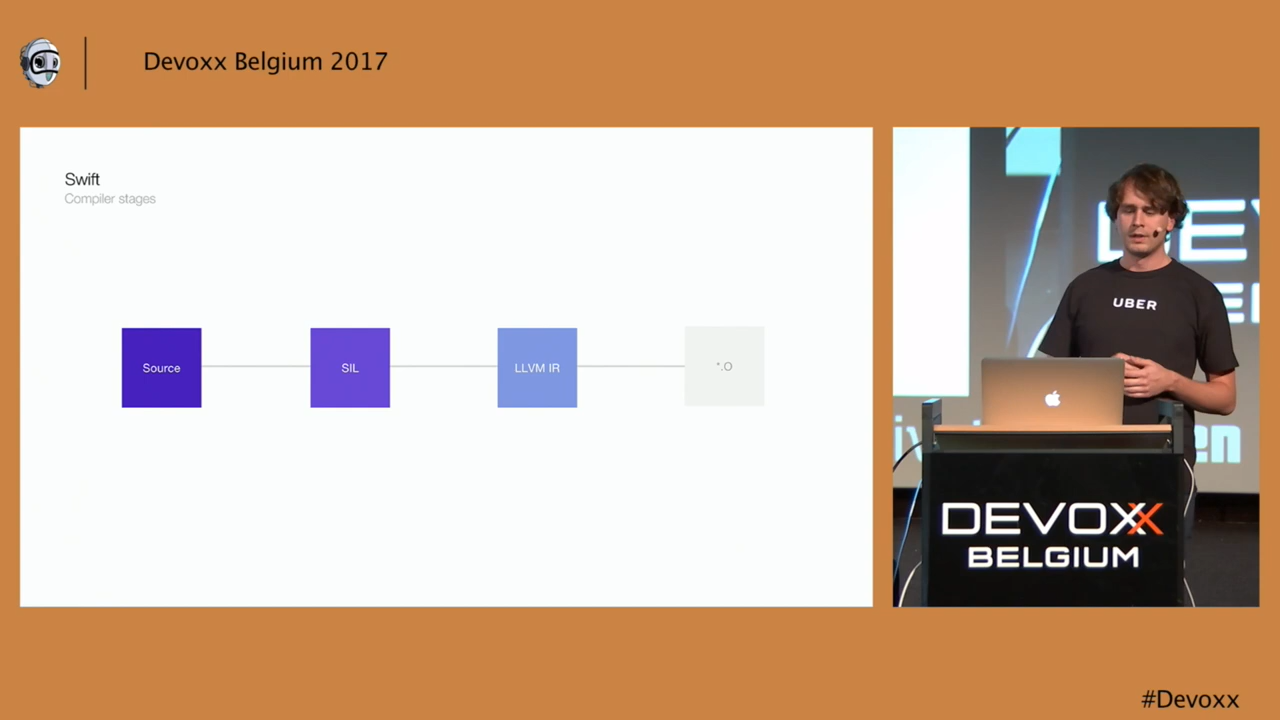 Devoxx Belgium 2017
Swift
Compiler stages
Source
SIL
LLVM IR
*.O
UBER
DEVOXX
BELGIUM
#Devoxx